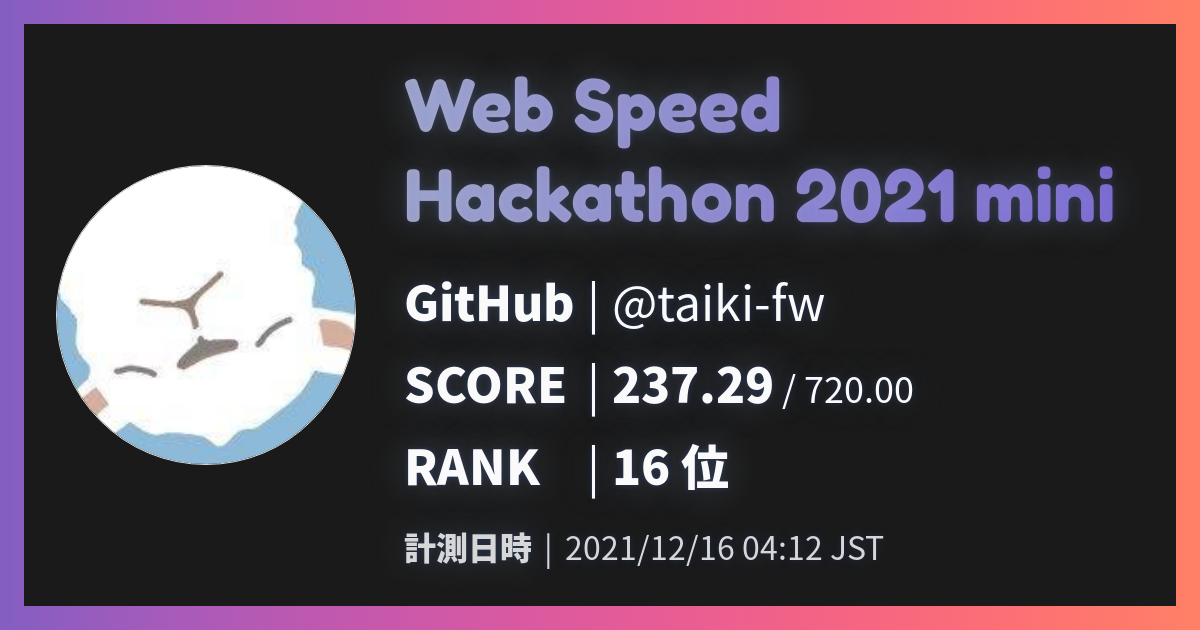 Web Speed
Hackathon 2021 mini
GitHub | @taiki-fw
SCORE | 237.29 / 720.00
RANK | 16 位
計測日時 | 2021/12/16 04:12 JST